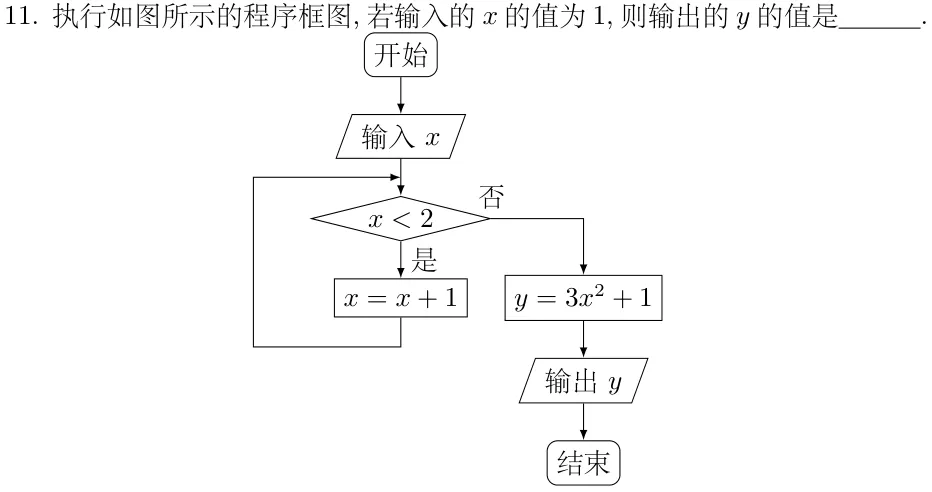 11. 执行如图所示的程序框图, 若输入的 x 的值为 1, 则输出的 y 的值是______.
开始
输入 x
否
x < 2
是
x = x + 1
y = 3x² + 1
输出 y
结束